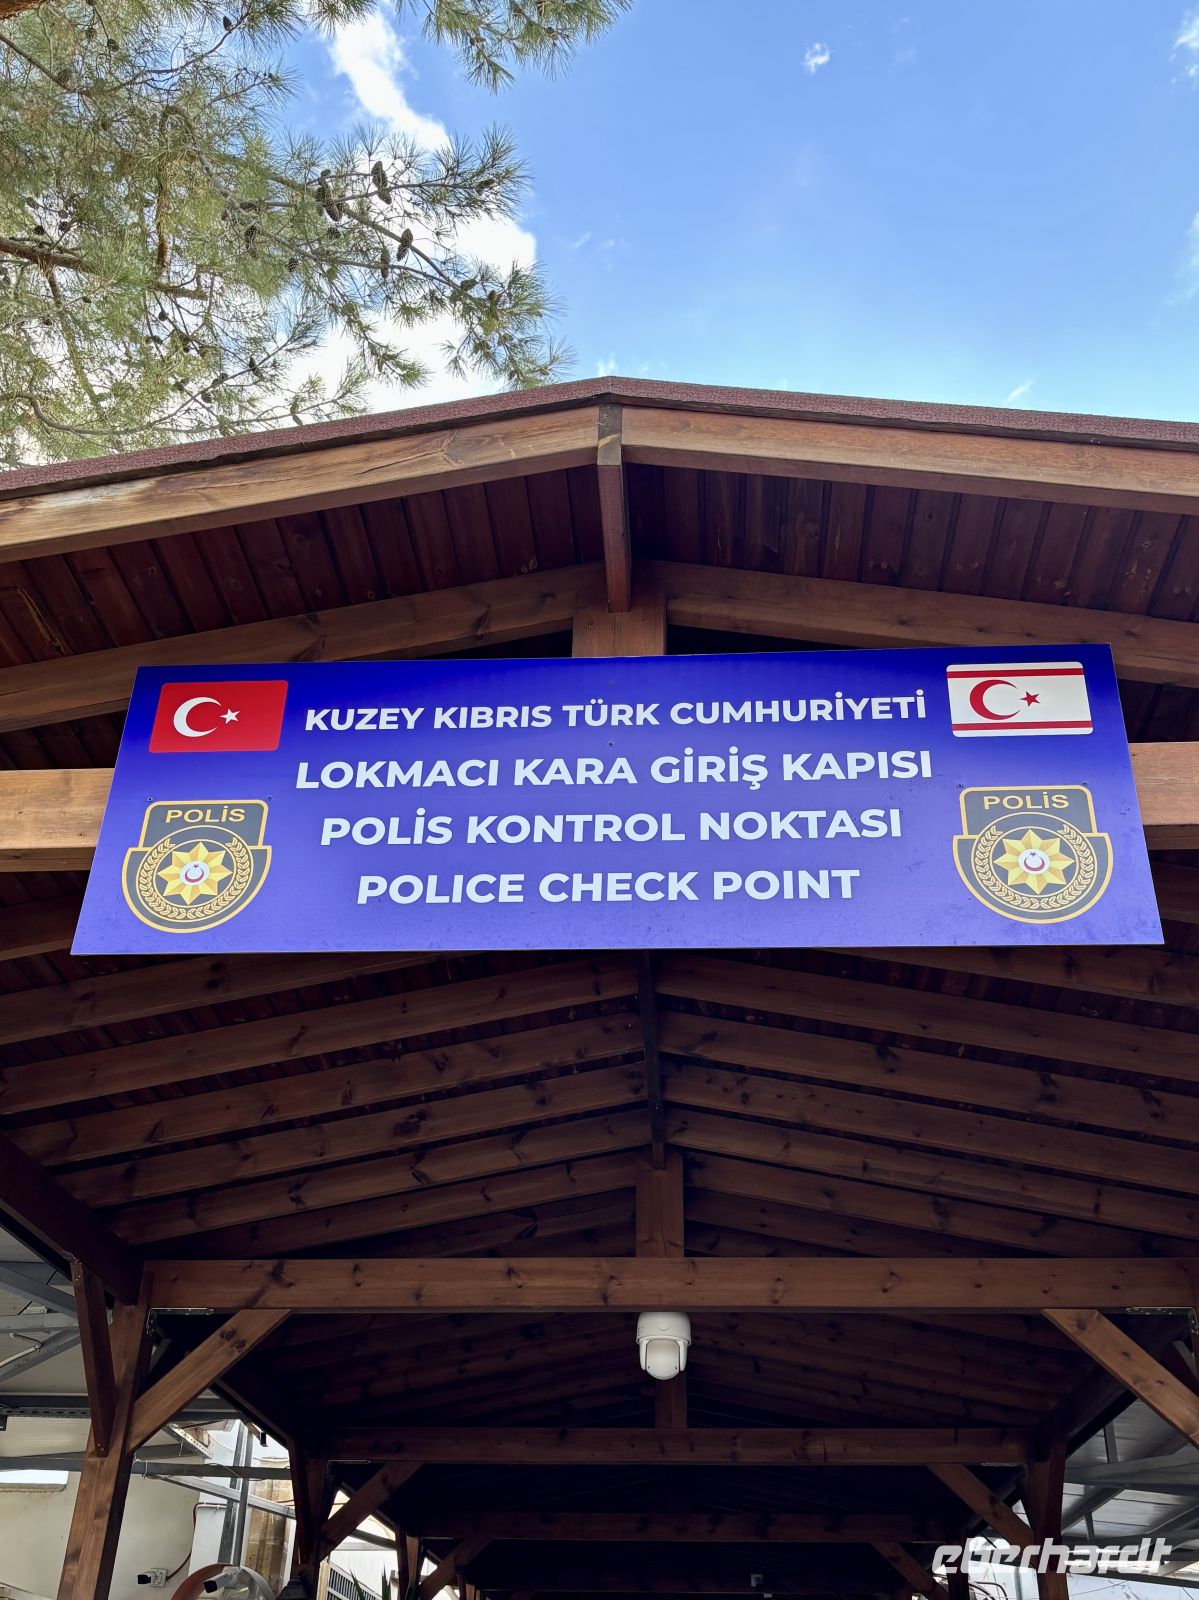 KUZEY KIBRIS TÜRK CUMHURİYETİ
LOKMACI KARA GİRİŞ KAPISI
POLİS
POLİS
POLİS KONTROL NOKTASI
POLICE CHECK POINT
eberhardt